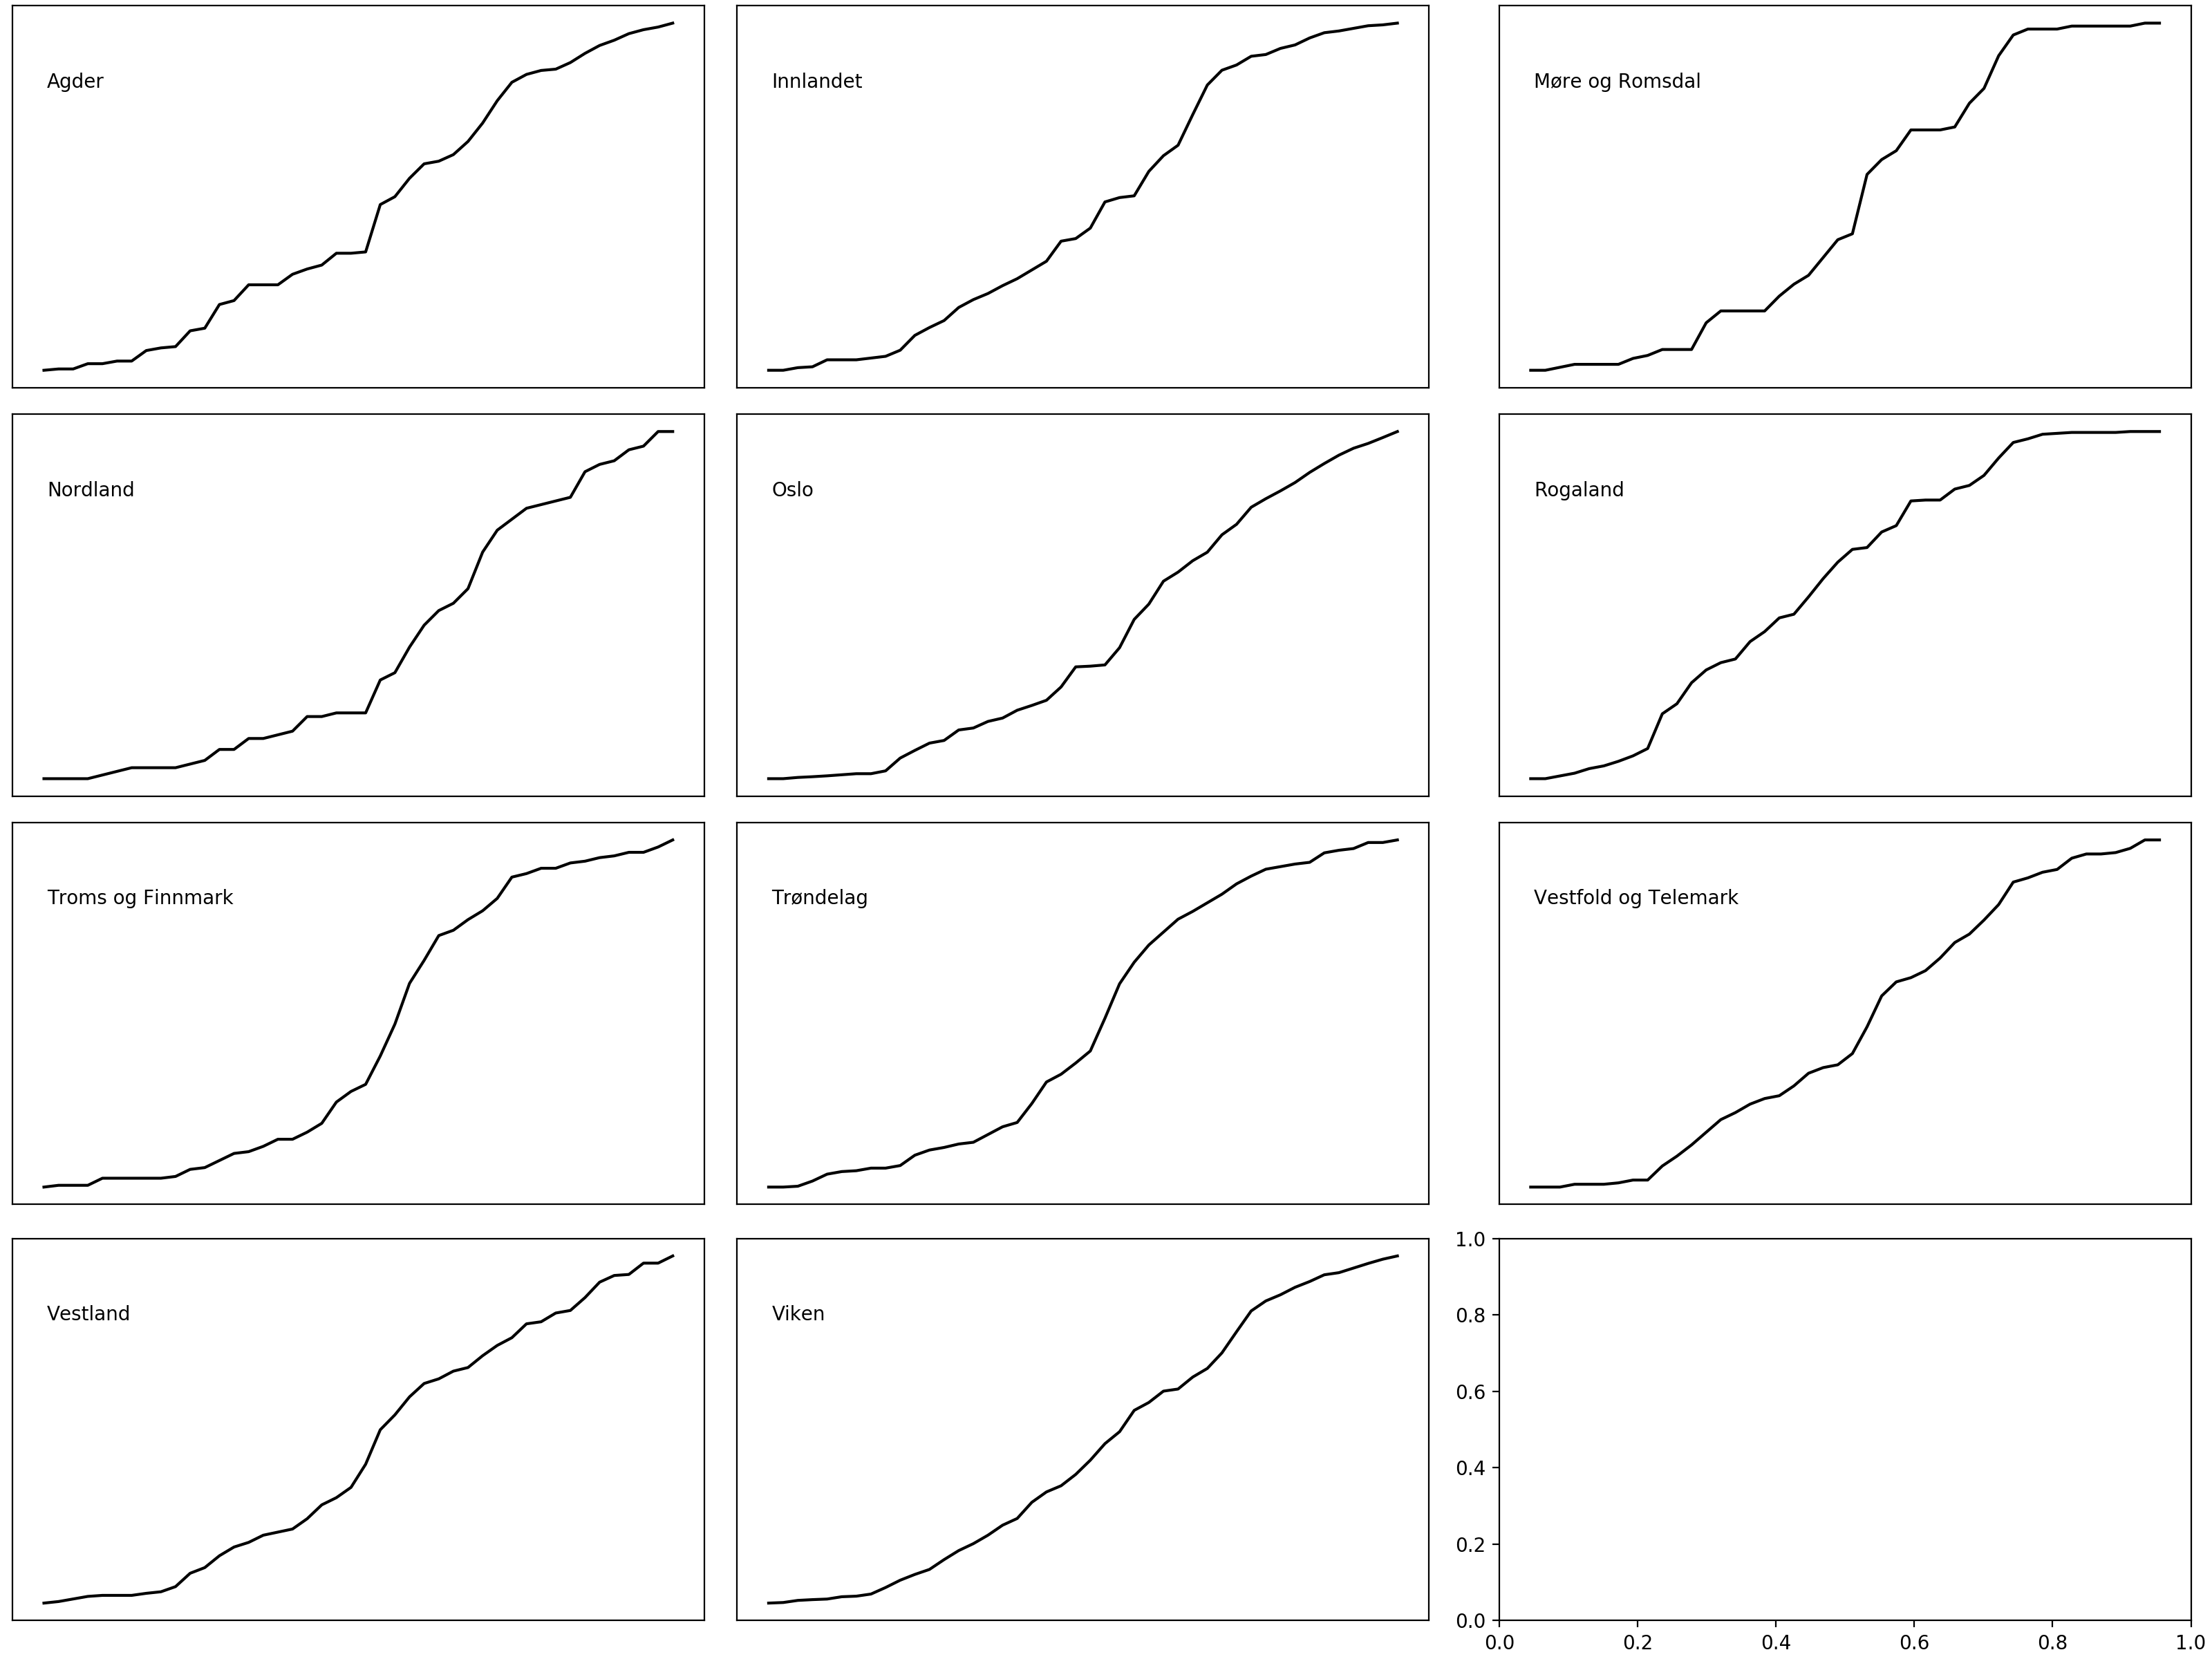 Agder
Innlandet
Møre og Romsdal
Nordland
Oslo
Rogaland
Troms og Finnmark
Trøndelag
Vestfold og Telemark
Vestland
Viken
1.0
0.8
0.6
0.4
0.2
0.0
0.0 0.2 0.4 0.6 0.8 1.0